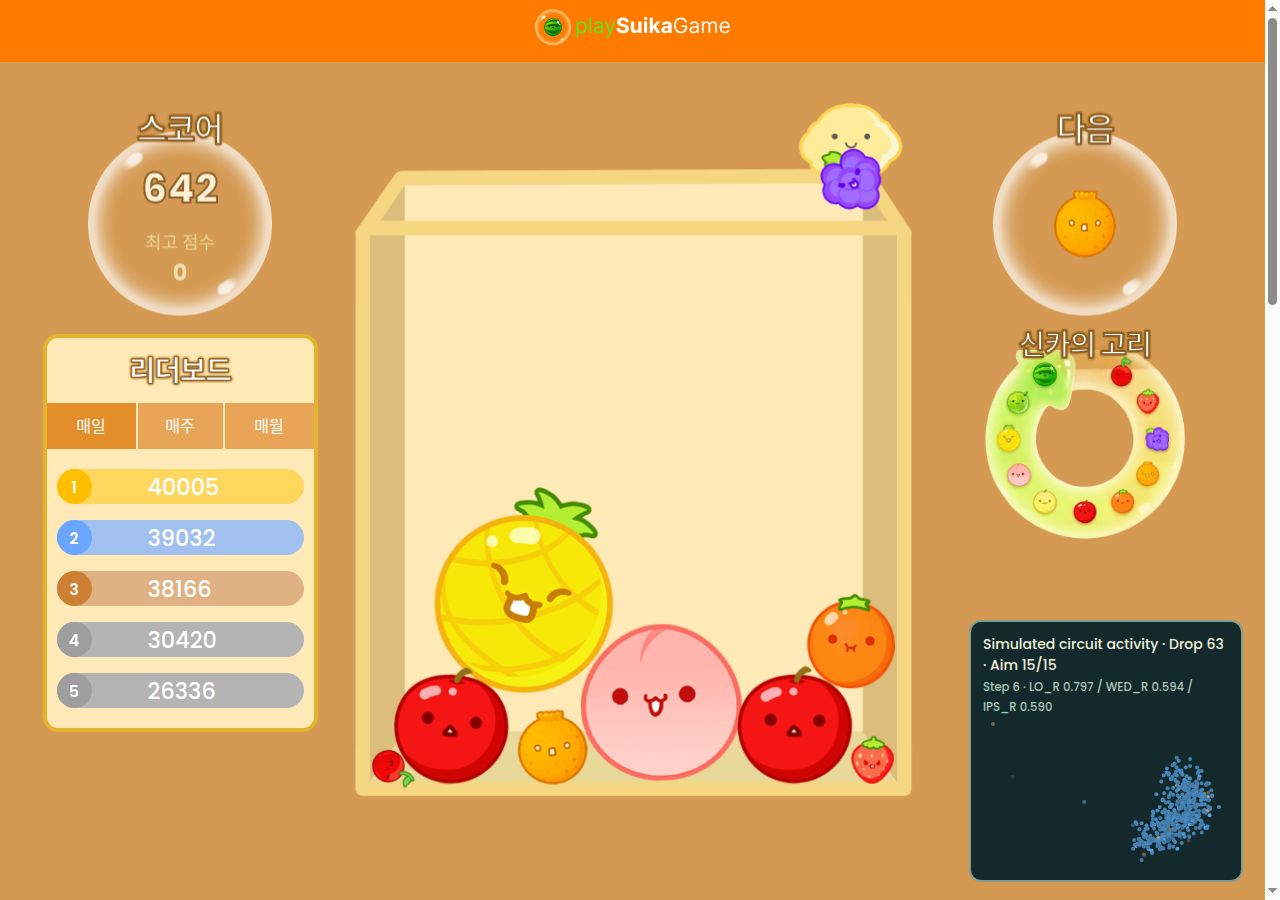 playSuikaGame
스코어
642
최고 점수
0
다음
신카의 고리
리더보드
매일 매주 매월
1 40005
2 39032
3 38166
4 30420
5 26336
Simulated circuit activity · Drop 63
· Aim 15/15
Step 6 · LO_R 0.797 / WED_R 0.594 /
IPS_R 0.590